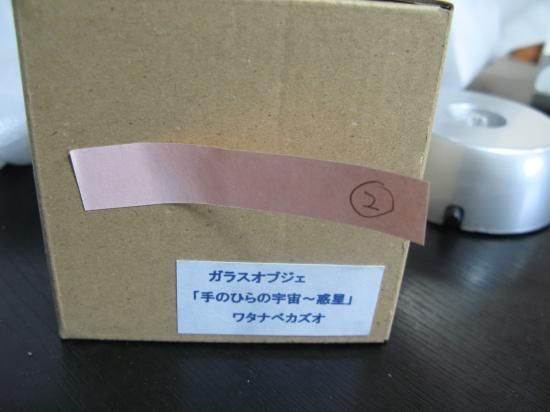 ②
ガラスオブジェ
「手のひらの宇宙～惑星」
ワタナベカズオ